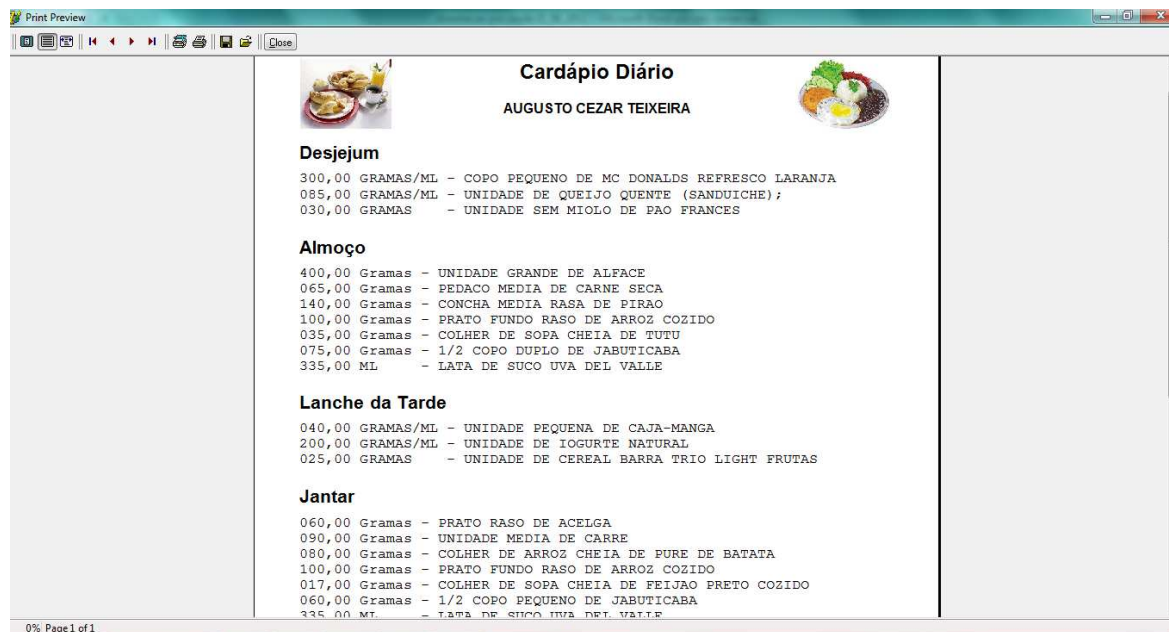 Print Preview
Close
Cardápio Diário
AUGUSTO CEZAR TEIXEIRA
Desjejum
300,00 GRAMAS/ML - COPO PEQUENO DE MC DONALDS REFRESCO LARANJA
085,00 GRAMAS/ML - UNIDADE DE QUEIJO QUENTE (SANDUICHE);
030,00 GRAMAS - UNIDADE SEM MIOLO DE PAO FRANCES
Almoço
400,00 Gramas - UNIDADE GRANDE DE ALFACE
065,00 Gramas - PEDACO MEDIA DE CARNE SECA
140,00 Gramas - CONCHA MEDIA RASA DE PIRAO
100,00 Gramas - PRATO FUNDO RASO DE ARROZ COZIDO
035,00 Gramas - COLHER DE SOPA CHEIA DE TUTU
075,00 Gramas - 1/2 COPO DUPLO DE JABUTICABA
335,00 ML - LATA DE SUCO UVA DEL VALLE
Lanche da Tarde
040,00 GRAMAS/ML - UNIDADE PEQUENA DE CAJA-MANGA
200,00 GRAMAS/ML - UNIDADE DE IOGURTE NATURAL
025,00 GRAMAS - UNIDADE DE CEREAL BARRA TRIO LIGHT FRUTAS
Jantar
060,00 Gramas - PRATO RASO DE ACELGA
090,00 Gramas - UNIDADE MEDIA DE CARRE
080,00 Gramas - COLHER DE ARROZ CHEIA DE PURE DE BATATA
100,00 Gramas - PRATO FUNDO RASO DE ARROZ COZIDO
017,00 Gramas - COLHER DE SOPA CHEIA DE FEIJAO PRETO COZIDO
060,00 Gramas - 1/2 COPO PEQUENO DE JABUTICABA
335,00 ML - LATA DE SUCO UVA DEL VALLE
0% Page 1 of 1